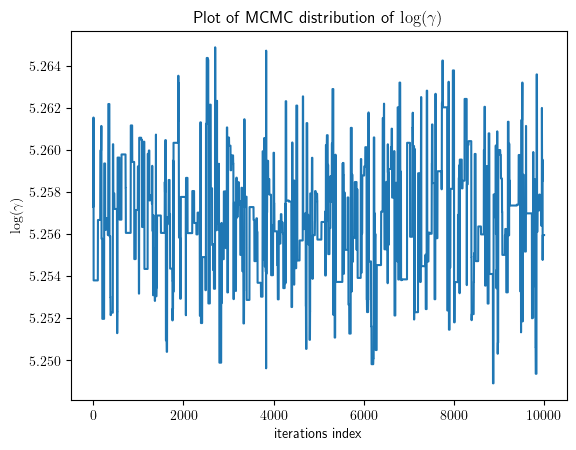 Plot of MCMC distribution of log(γ)
5.264
5.262
5.260
5.258
5.256
5.254
5.252
5.250
log(γ)
0 2000 4000 6000 8000 10000
iterations index